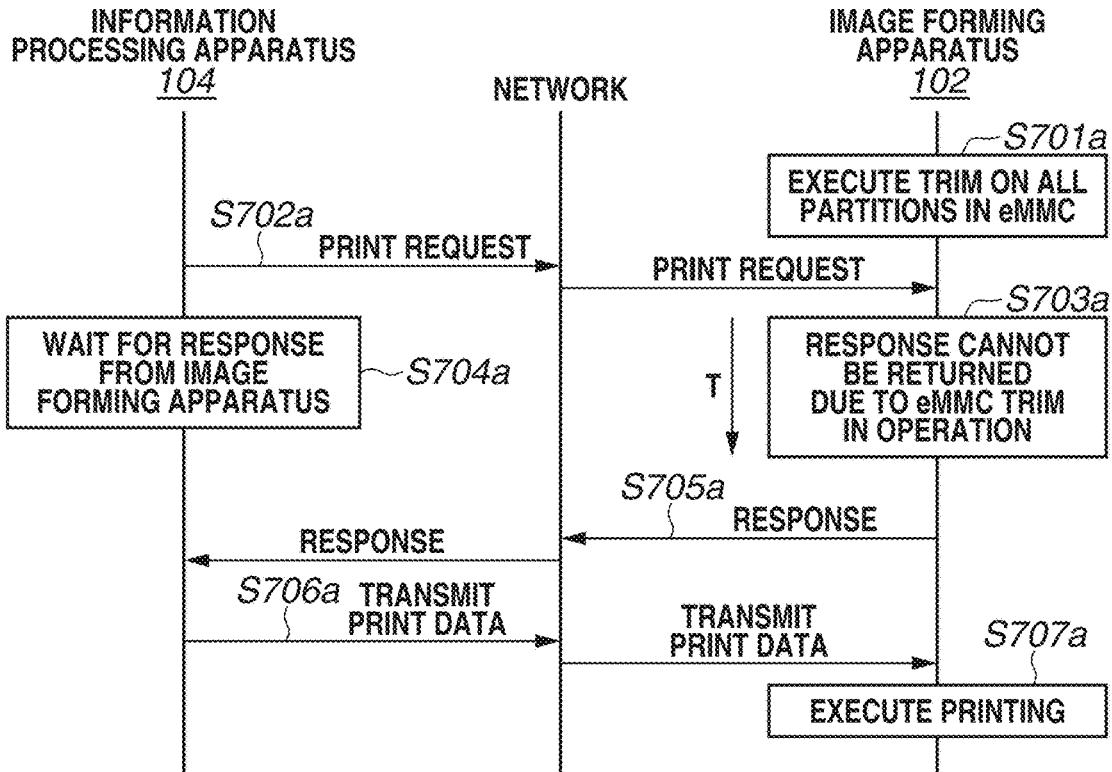 INFORMATION
PROCESSING APPARATUS
104
NETWORK
IMAGE FORMING
APPARATUS
102
S701a
EXECUTE TRIM ON ALL
PARTITIONS IN eMMC
S702a
PRINT REQUEST
PRINT REQUEST
S703a
WAIT FOR RESPONSE
FROM IMAGE
FORMING APPARATUS
S704a
T
RESPONSE CANNOT
BE RETURNED
DUE TO eMMC TRIM
IN OPERATION
S705a
RESPONSE
RESPONSE
S706a
TRANSMIT
PRINT DATA
TRANSMIT
PRINT DATA
S707a
EXECUTE PRINTING